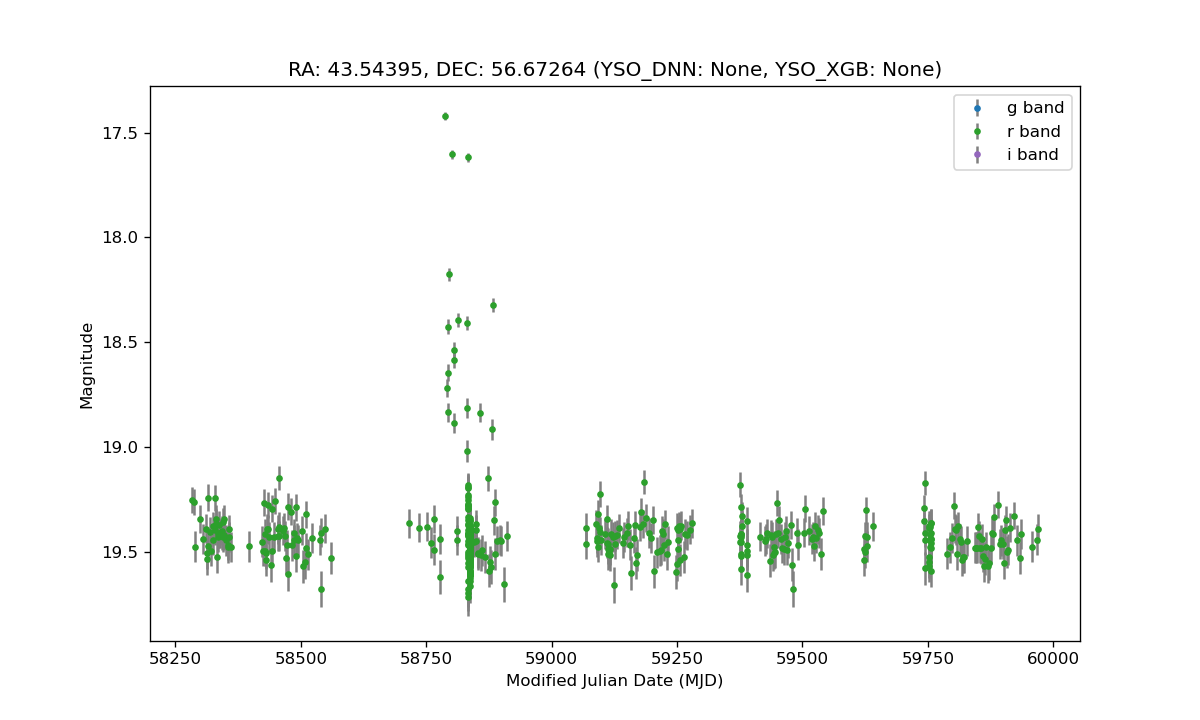 RA: 43.54395, DEC: 56.67264 (YSO_DNN: None, YSO_XGB: None)
g band
r band
i band
17.5
18.0
18.5
19.0
19.5
Magnitude
58250 58500 58750 59000 59250 59500 59750 60000
Modified Julian Date (MJD)